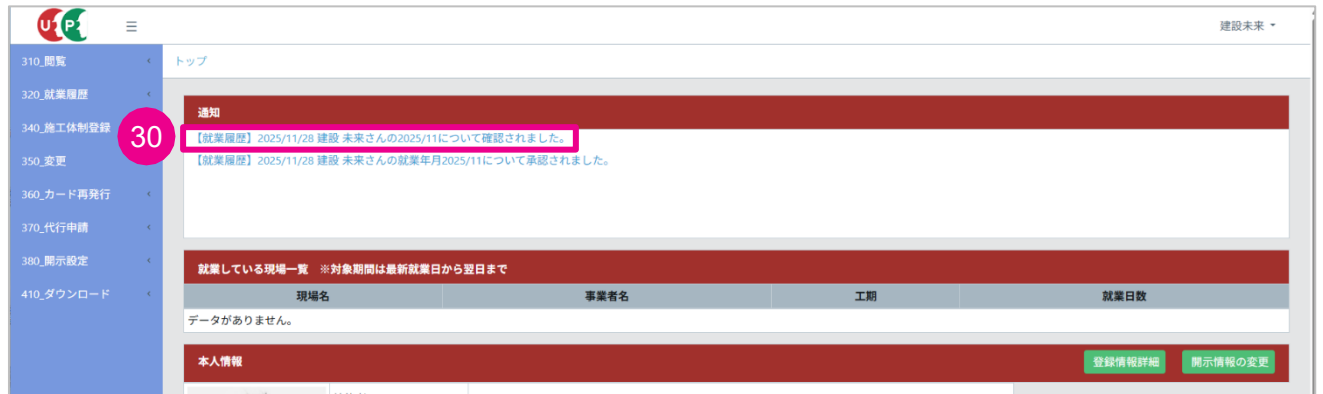 U P
建設未来
310_閲覧
トップ
320_就業履歴
340_施工体制登録
350_変更
360_カード再発行
370_代行申請
380_開示設定
410_ダウンロード
通知
30
【就業履歴】2025/11/28 建設 未来さんの2025/11について確認されました。
【就業履歴】2025/11/28 建設 未来さんの就業年月2025/11について承認されました。
就業している現場一覧 ※対象期間は最新就業日から翌日まで
現場名 事業者名 工期 就業日数
データがありません。
本人情報 登録情報詳細 開示情報の変更